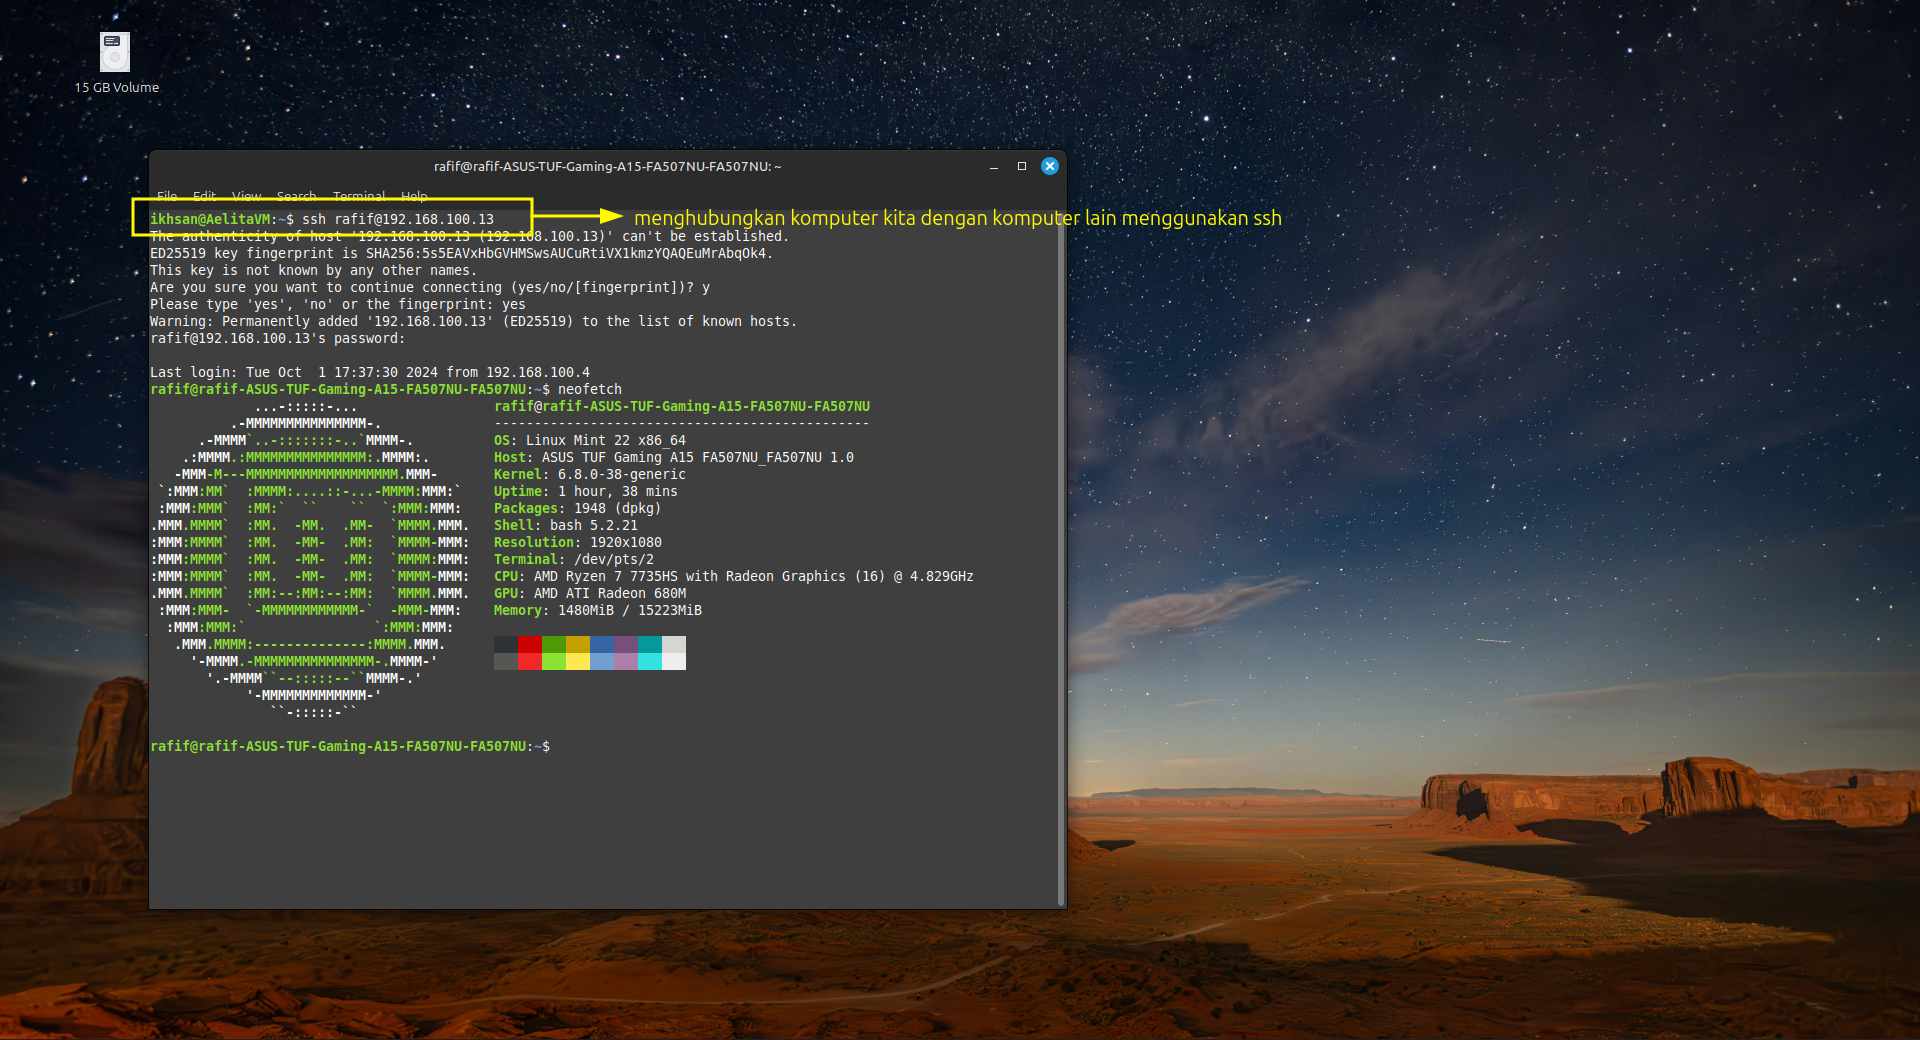 15 GB Volume
rafif@rafif-ASUS-TUF-Gaming-A15-FA507NU-FA507NU: ~
File Edit View Search Terminal Help
ikhsan@AelitaVM:~$ ssh rafif@192.168.100.13
menghubungkan komputer kita dengan komputer lain menggunakan ssh
The authenticity of host '192.168.100.13 (192.168.100.13)' can't be established.
ED25519 key fingerprint is SHA256:5s5EAVxHbGVHMSwsAUCuRtiVX1kmzYQAQEuMrAbqOk4.
This key is not known by any other names.
Are you sure you want to continue connecting (yes/no/[fingerprint])? y
Please type 'yes', 'no' or the fingerprint: yes
Warning: Permanently added '192.168.100.13' (ED25519) to the list of known hosts.
rafif@192.168.100.13's password:
Last login: Tue Oct  1 17:37:30 2024 from 192.168.100.4
rafif@rafif-ASUS-TUF-Gaming-A15-FA507NU-FA507NU:~$ neofetch
rafif@rafif-ASUS-TUF-Gaming-A15-FA507NU-FA507NU
-----------------------------------------------
OS: Linux Mint 22 x86_64
Host: ASUS TUF Gaming A15 FA507NU_FA507NU 1.0
Kernel: 6.8.0-38-generic
Uptime: 1 hour, 38 mins
Packages: 1948 (dpkg)
Shell: bash 5.2.21
Resolution: 1920x1080
Terminal: /dev/pts/2
CPU: AMD Ryzen 7 7735HS with Radeon Graphics (16) @ 4.829GHz
GPU: AMD ATI Radeon 680M
Memory: 1480MiB / 15223MiB
rafif@rafif-ASUS-TUF-Gaming-A15-FA507NU-FA507NU:~$